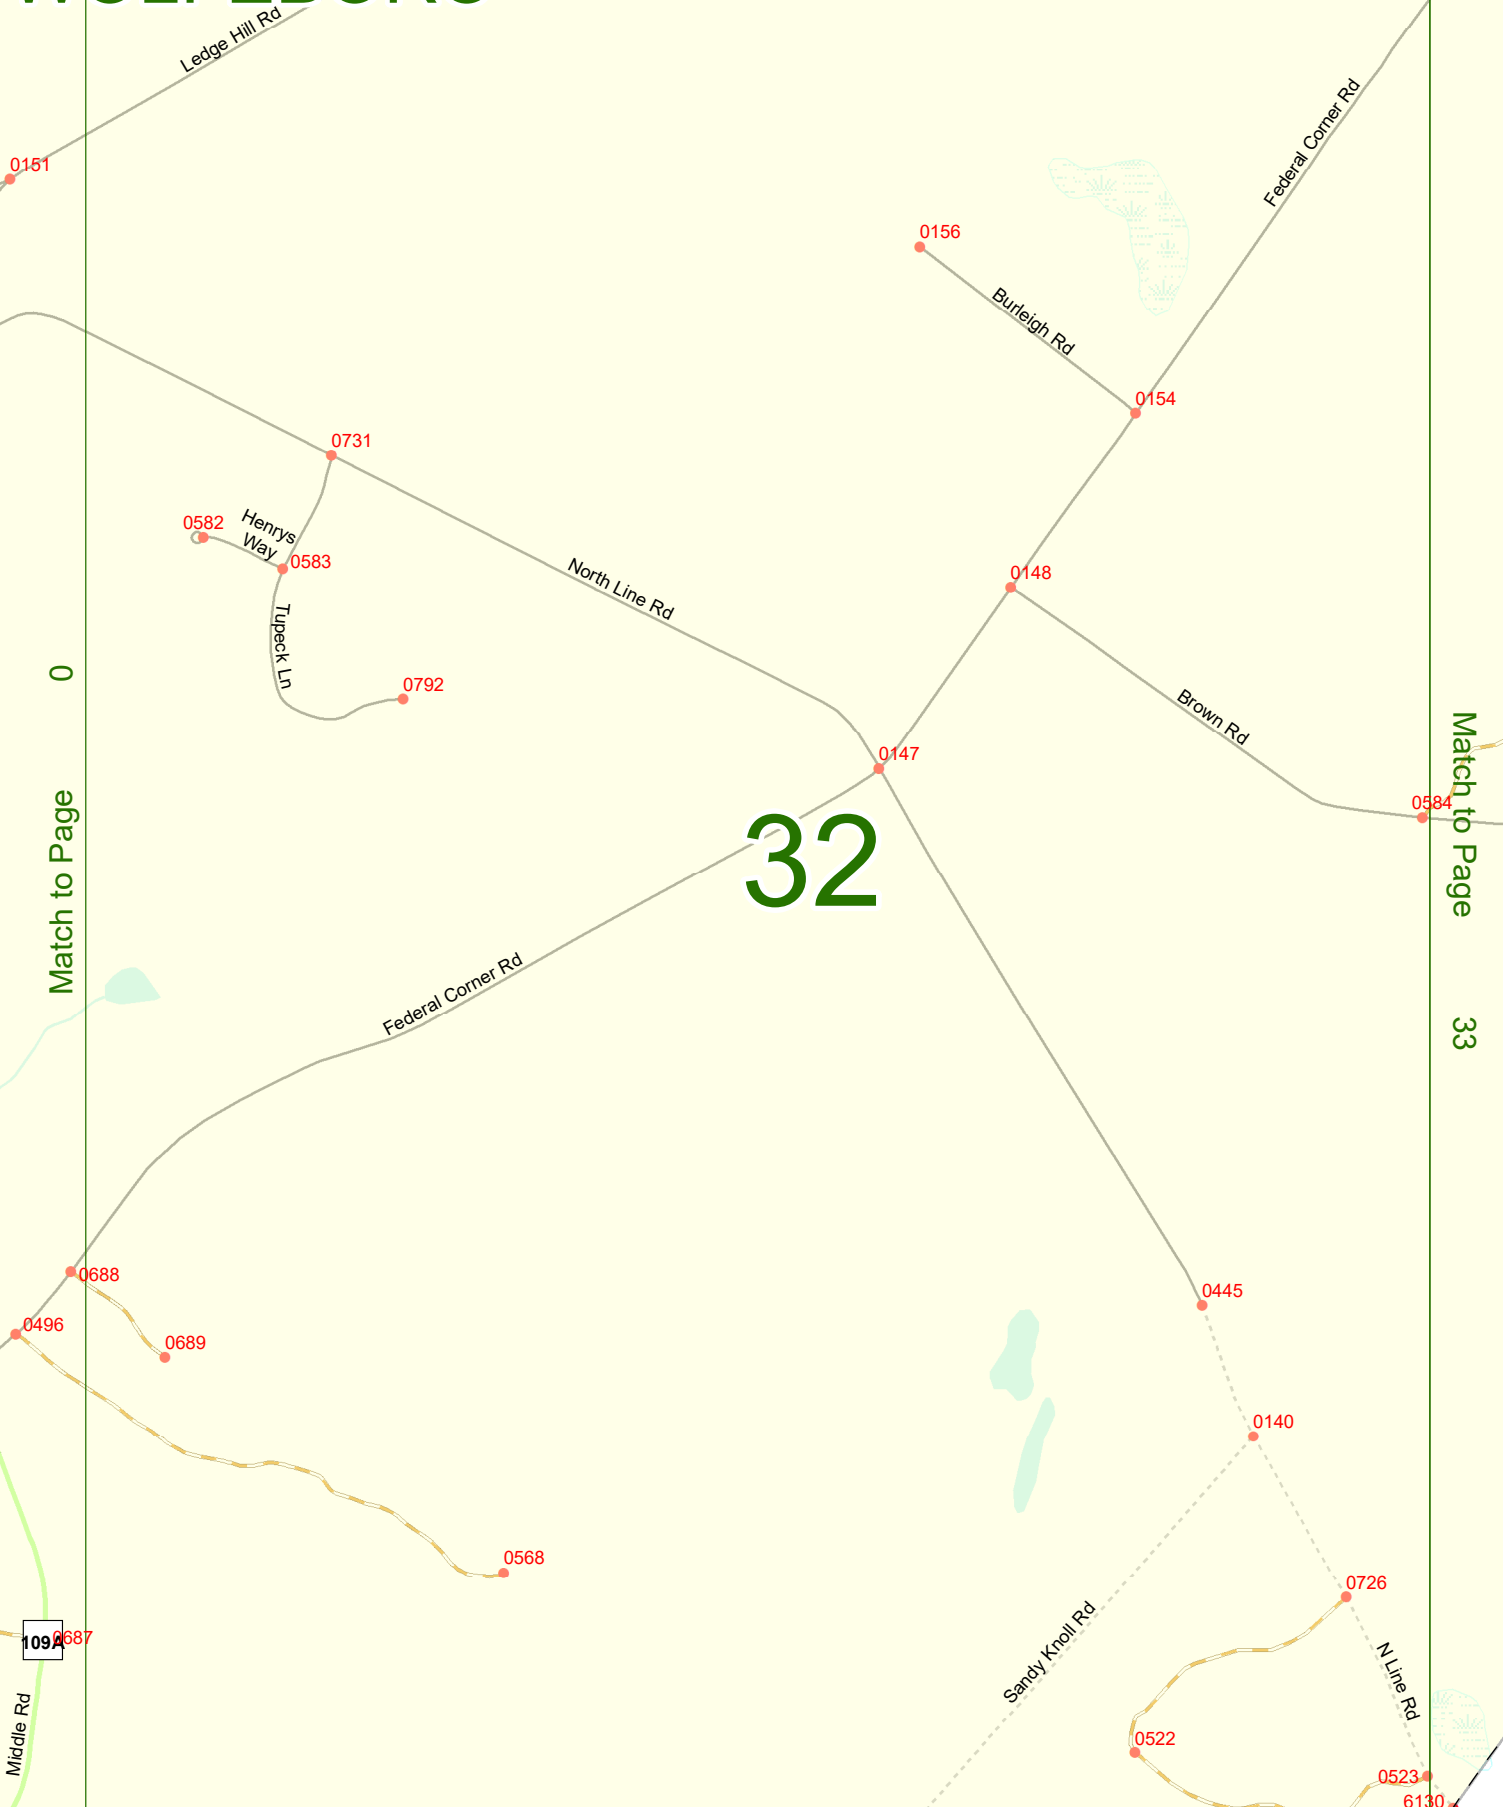 WOLFEBORO
Ledge Hill Rd
0151
Federal Corner Rd
0156
Burleigh Rd
0154
0731
0582
Henrys
Way
0583
North Line Rd
0148
Tupeck Ln
0792
Brown Rd
0147
0584
Match to Page 0
Match to Page 33
32
Federal Corner Rd
0688
0496
0689
0445
0140
0568
0726
109A
0687
Sandy Knoll Rd
N Line Rd
Middle Rd
0522
0523
6130